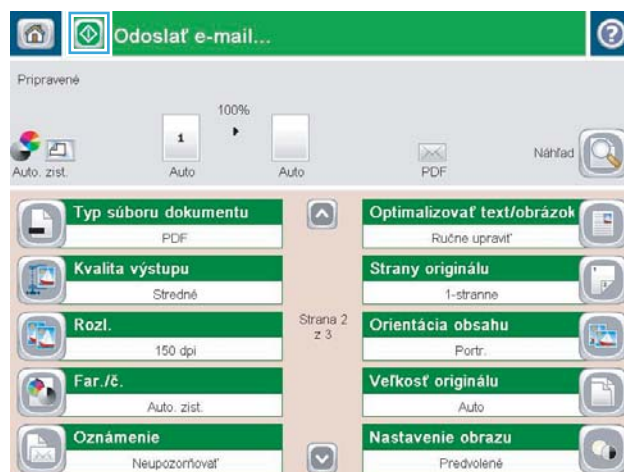 Odoslať e-mail...
Pripravené
100%
1
Auto. zist.
Auto
Auto
PDF
Náhľad
Typ súboru dokumentu
PDF
Kvalita výstupu
Stredné
Rozl.
150 dpi
Far./č.
Auto. zist.
Oznámenie
Neupozorňovať
Strana 2
z 3
Optimalizovať text/obrázok
Ručne upraviť
Strany originálu
1-stranne
Orientácia obsahu
Portr.
Veľkosť originálu
Auto
Nastavenie obrazu
Predvolené